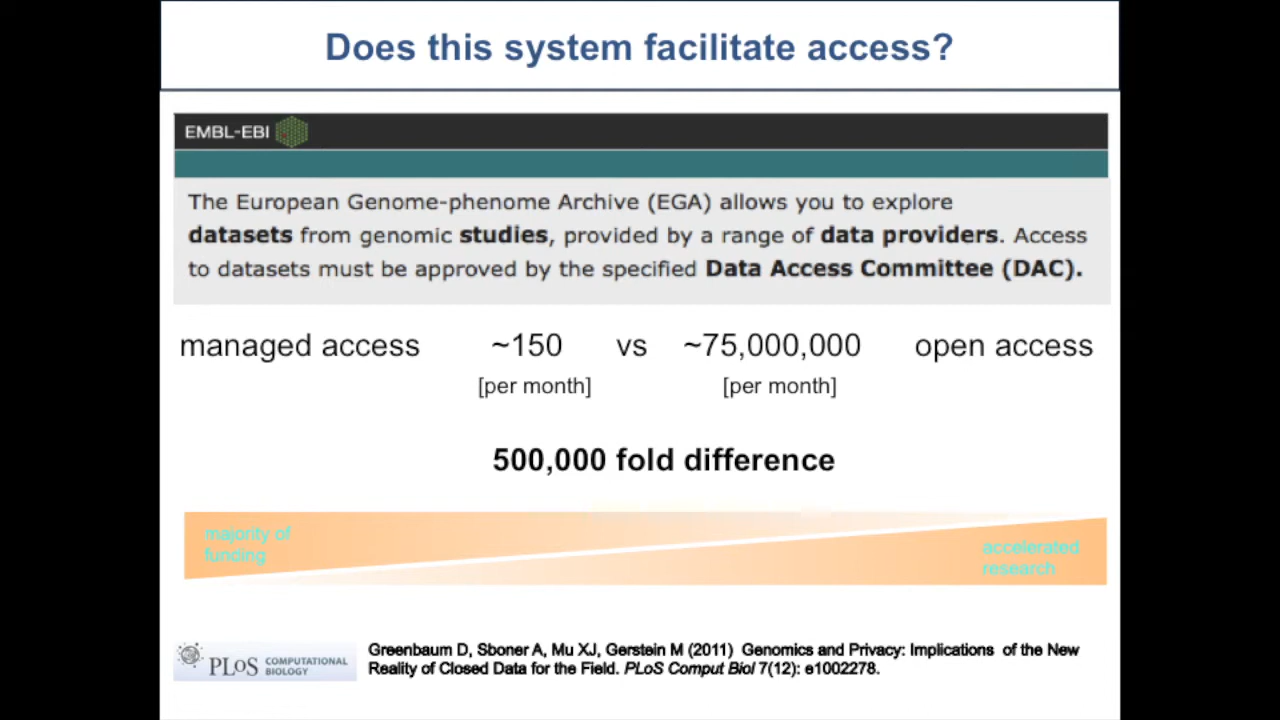 Does this system facilitate access?
EMBL-EBI
The European Genome-phenome Archive (EGA) allows you to explore
datasets from genomic studies, provided by a range of data providers. Access
to datasets must be approved by the specified Data Access Committee (DAC).
managed access ~150 vs ~75,000,000 open access
[per month] [per month]
500,000 fold difference
majority of
funding
accelerated
research
PLoS COMPUTATIONAL
BIOLOGY
Greenbaum D, Sboner A, Mu XJ, Gerstein M (2011) Genomics and Privacy: Implications of the New
Reality of Closed Data for the Field. PLoS Comput Biol 7(12): e1002278.